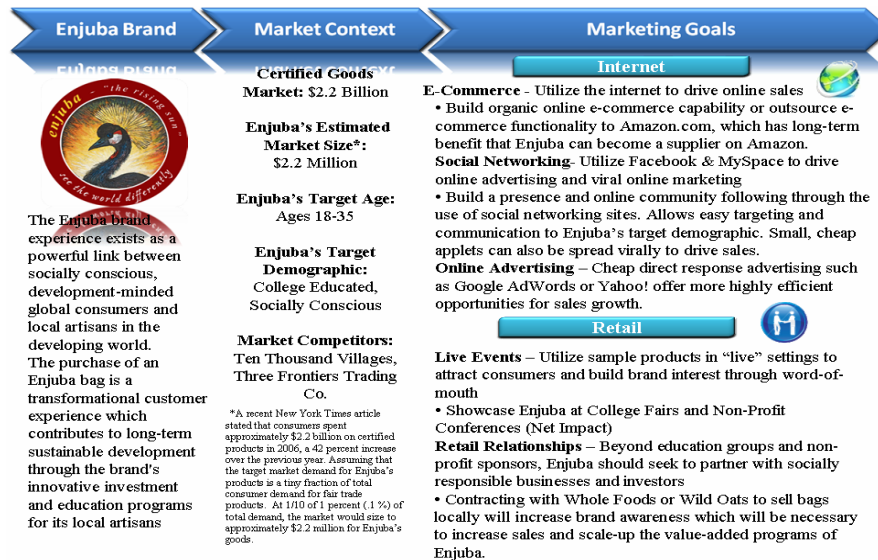 Enjuba Brand
Market Context
Marketing Goals
enjuba - "the rising sun"
see the world differently
The Enjuba brand
experience exists as a
powerful link between
socially conscious,
development-minded
global consumers and
local artisans in the
developing world.
The purchase of an
Enjuba bag is a
transformational customer
experience which
contributes to long-term
sustainable development
through the brand's
innovative investment
and education programs
for its local artisans
Certified Goods
Market: $2.2 Billion
Enjuba's Estimated
Market Size*:
$2.2 Million
Enjuba's Target Age:
Ages 18-35
Enjuba's Target
Demographic:
College Educated,
Socially Conscious
Market Competitors:
Ten Thousand Villages,
Three Frontiers Trading
Co.
*A recent New York Times article
stated that consumers spent
approximately $2.2 billion on certified
products in 2006, a 42 percent increase
over the previous year. Assuming that
the target market demand for Enjuba's
products is a tiny fraction of total
consumer demand for fair trade
products. At 1/10 of 1 percent (.1 %) of
total demand, the market would size to
approximately $2.2 million for Enjuba's
goods.
Internet
E-Commerce - Utilize the internet to drive online sales
• Build organic online e-commerce capability or outsource e-
commerce functionality to Amazon.com, which has long-term
benefit that Enjuba can become a supplier on Amazon.
Social Networking- Utilize Facebook & MySpace to drive
online advertising and viral online marketing
• Build a presence and online community following through the
use of social networking sites. Allows easy targeting and
communication to Enjuba's target demographic. Small, cheap
applets can also be spread virally to drive sales.
Online Advertising – Cheap direct response advertising such
as Google AdWords or Yahoo! offer more highly efficient
opportunities for sales growth.
Retail
Live Events – Utilize sample products in "live" settings to
attract consumers and build brand interest through word-of-
mouth
• Showcase Enjuba at College Fairs and Non-Profit
Conferences (Net Impact)
Retail Relationships – Beyond education groups and non-
profit sponsors, Enjuba should seek to partner with socially
responsible businesses and investors
• Contracting with Whole Foods or Wild Oats to sell bags
locally will increase brand awareness which will be necessary
to increase sales and scale-up the value-added programs of
Enjuba.